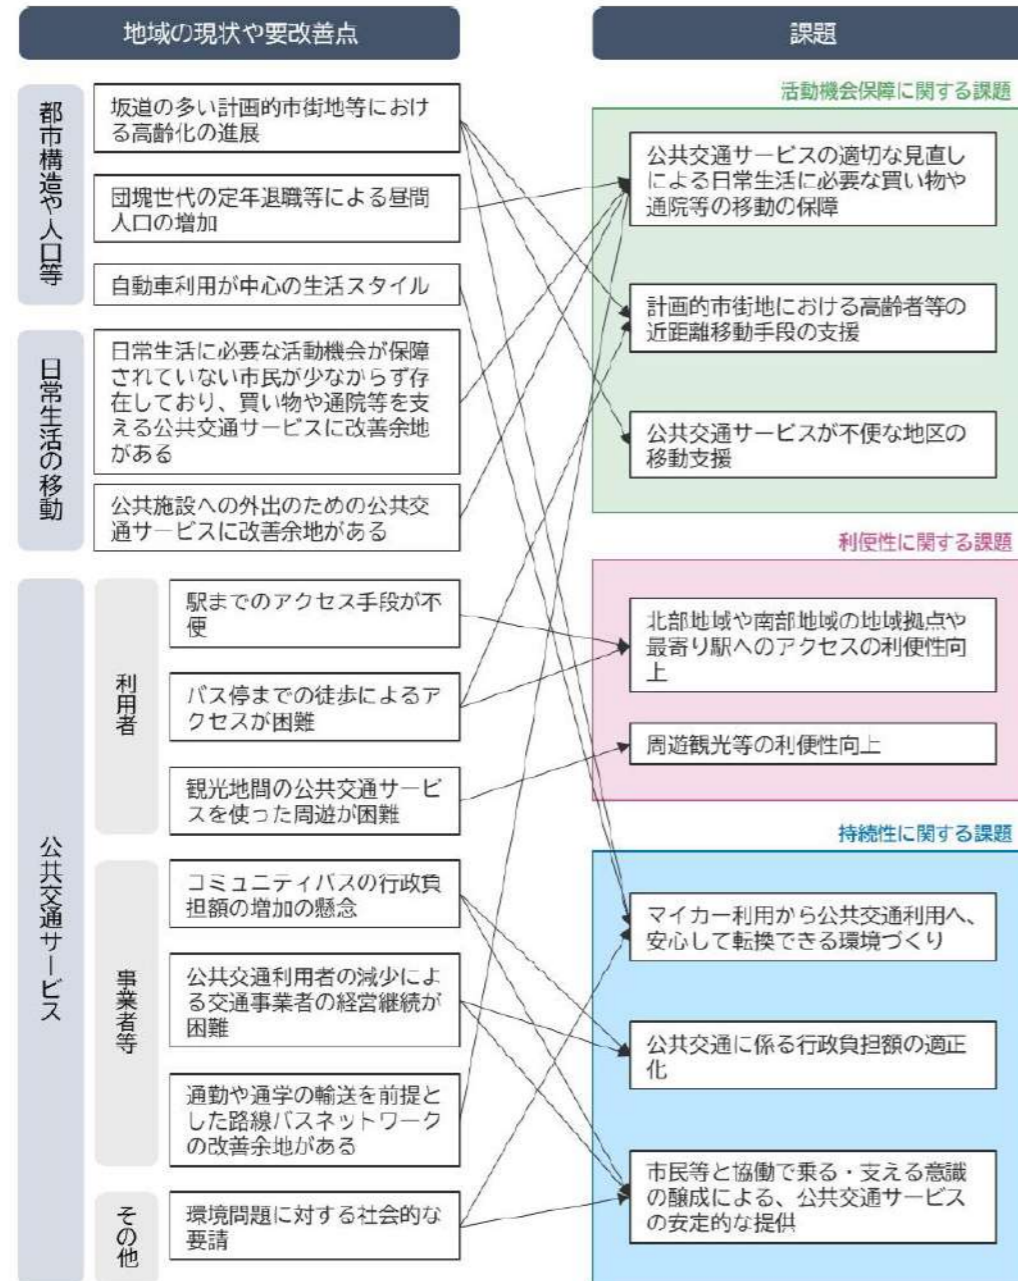 地域の現状や要改善点
課題
都市構造や人口等
坂道の多い計画的市街地等におけ
る高齢化の進展
団塊世代の定年退職等による昼間
人口の増加
自動車利用が中心の生活スタイル
日常生活の移動
日常生活に必要な活動機会が保障
されていない市民が少なからず存
在しており、買い物や通院等を支
える公共交通サービスに改善余地
がある
公共施設への外出のための公共交
通サービスに改善余地がある
公共交通サービス
利用者
駅までのアクセス手段が不
便
バス停までの徒歩によるア
クセスが困難
観光地間の公共交通サービ
スを使った周遊が困難
事業者等
コミュニティバスの行政負
担額の増加の懸念
公共交通利用者の減少によ
る交通事業者の経営継続が
困難
通勤や通学の輸送を前提と
した路線バスネットワーク
の改善余地がある
その他
環境問題に対する社会的な
要請
活動機会保障に関する課題
公共交通サービスの適切な見直し
による日常生活に必要な買い物や
通院等の移動の保障
計画的市街地における高齢者等の
近距離移動手段の支援
公共交通サービスが不便な地区の
移動支援
利便性に関する課題
北部地域や南部地域の地域拠点や
最寄り駅へのアクセスの利便性向
上
周遊観光等の利便性向上
持続性に関する課題
マイカー利用から公共交通利用へ、
安心して転換できる環境づくり
公共交通に係る行政負担額の適正
化
市民等と協働で乗る・支える意識
の醸成による、公共交通サービス
の安定的な提供